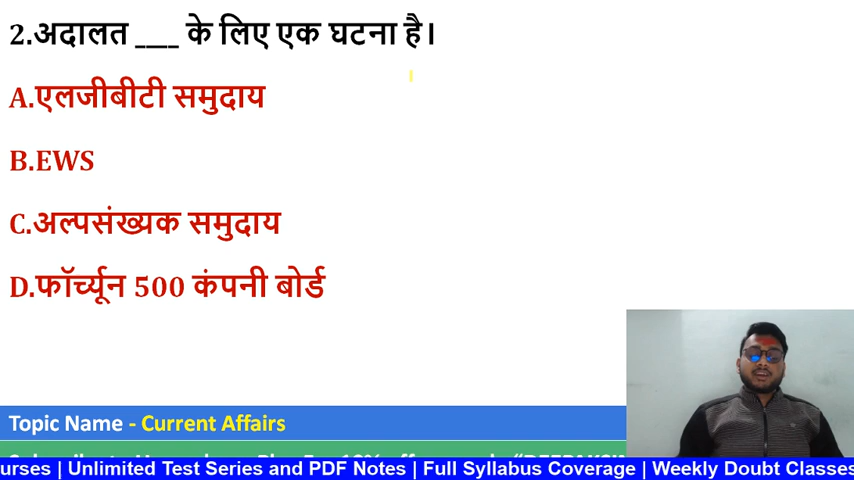 2.अदालत ____ के लिए एक घटना है।
A.एलजीबीटी समुदाय
B.EWS
C.अल्पसंख्यक समुदाय
D.फॉर्च्यून 500 कंपनी बोर्ड
Topic Name - Current Affairs
urses | Unlimited Test Series and PDF Notes | Full Syllabus Coverage | Weekly Doubt Classes